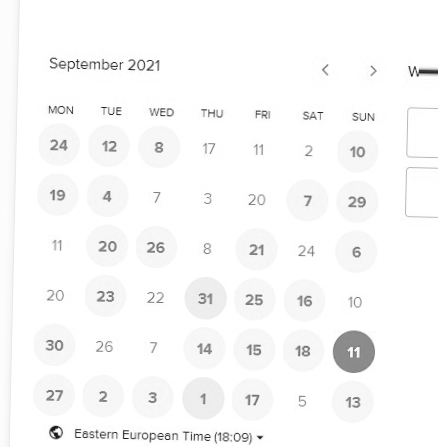 September 2021 < > W
MON TUE WED THU FRI SAT SUN
24 12 8 17 11 2 10
19 4 7 3 20 7 29
11 20 26 8 21 24 6
20 23 22 31 25 16 10
30 26 7 14 15 18 11
27 2 3 1 17 5 13
Eastern European Time (18:09)